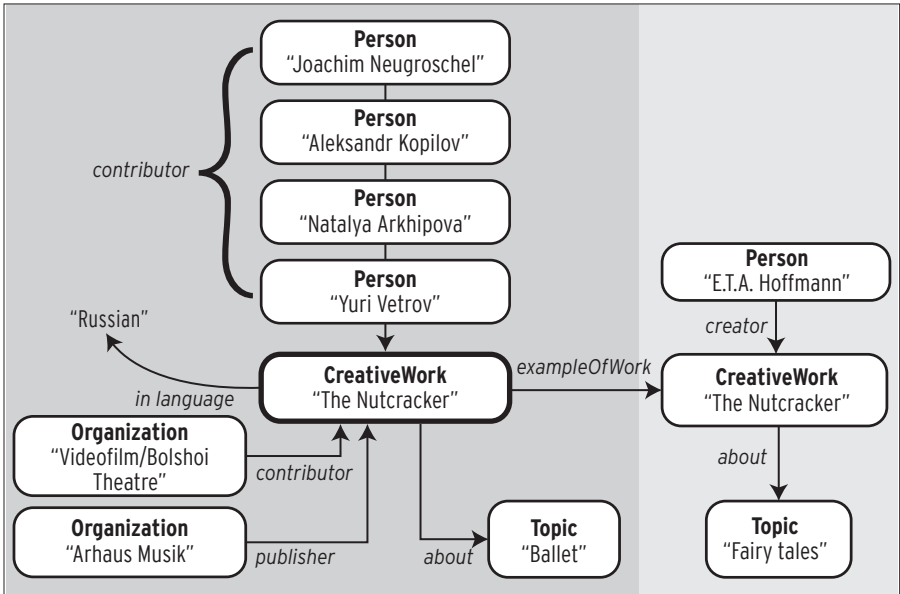 Person
“Joachim Neugroschel”
Person
“Aleksandr Kopilov”
contributor
Person
“Natalya Arkhipova”
Person
“Yuri Vetrov”
Person
“E.T.A. Hoffmann”
“Russian”
creator
in language
CreativeWork
“The Nutcracker”
exampleOfWork
CreativeWork
“The Nutcracker”
Organization
“Videofilm/Bolshoi
Theatre”
contributor
about
Organization
“Arhaus Musik”
publisher
about
Topic
“Ballet”
Topic
“Fairy tales”